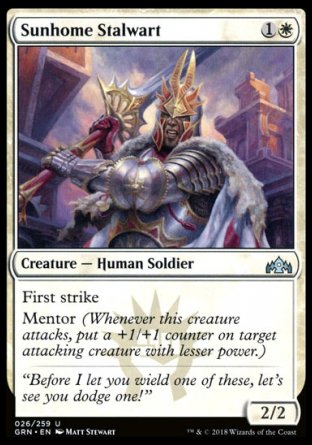 Sunhome Stalwart 1
Creature — Human Soldier
First strike
Mentor (Whenever this creature
attacks, put a +1/+1 counter on target
attacking creature with lesser power.)
“Before I let you wield one of these, let’s
see you dodge one!”
2/2
026/259 U
GRN • EN MATT STEWART
™ & © 2018 Wizards of the Coast